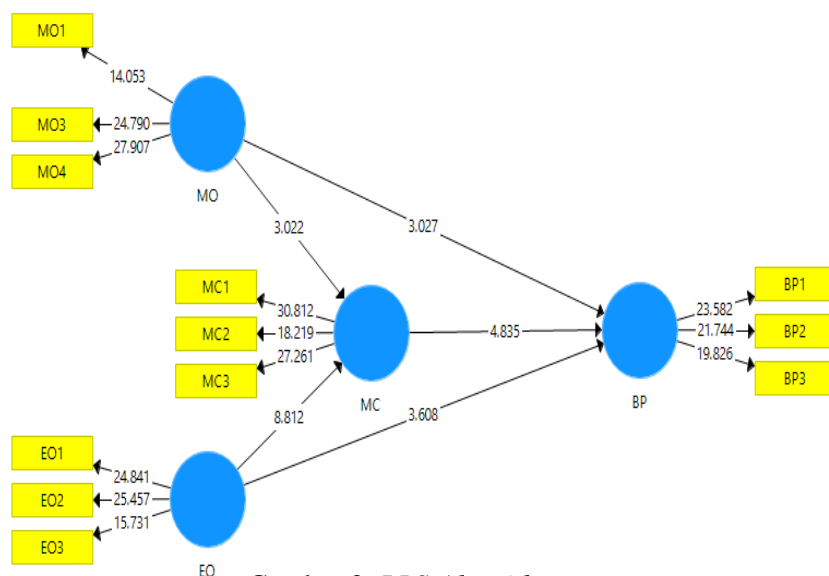 MO1
14.053
MO3
24.790
MO4
27.907
MO
3.022
3.027
MC1
30.812
MC2
18.219
MC3
27.261
MC
4.835
BP1
23.582
BP2
21.744
BP3
19.826
BP
8.812
3.608
EO1
24.841
EO2
25.457
EO3
15.731
EO